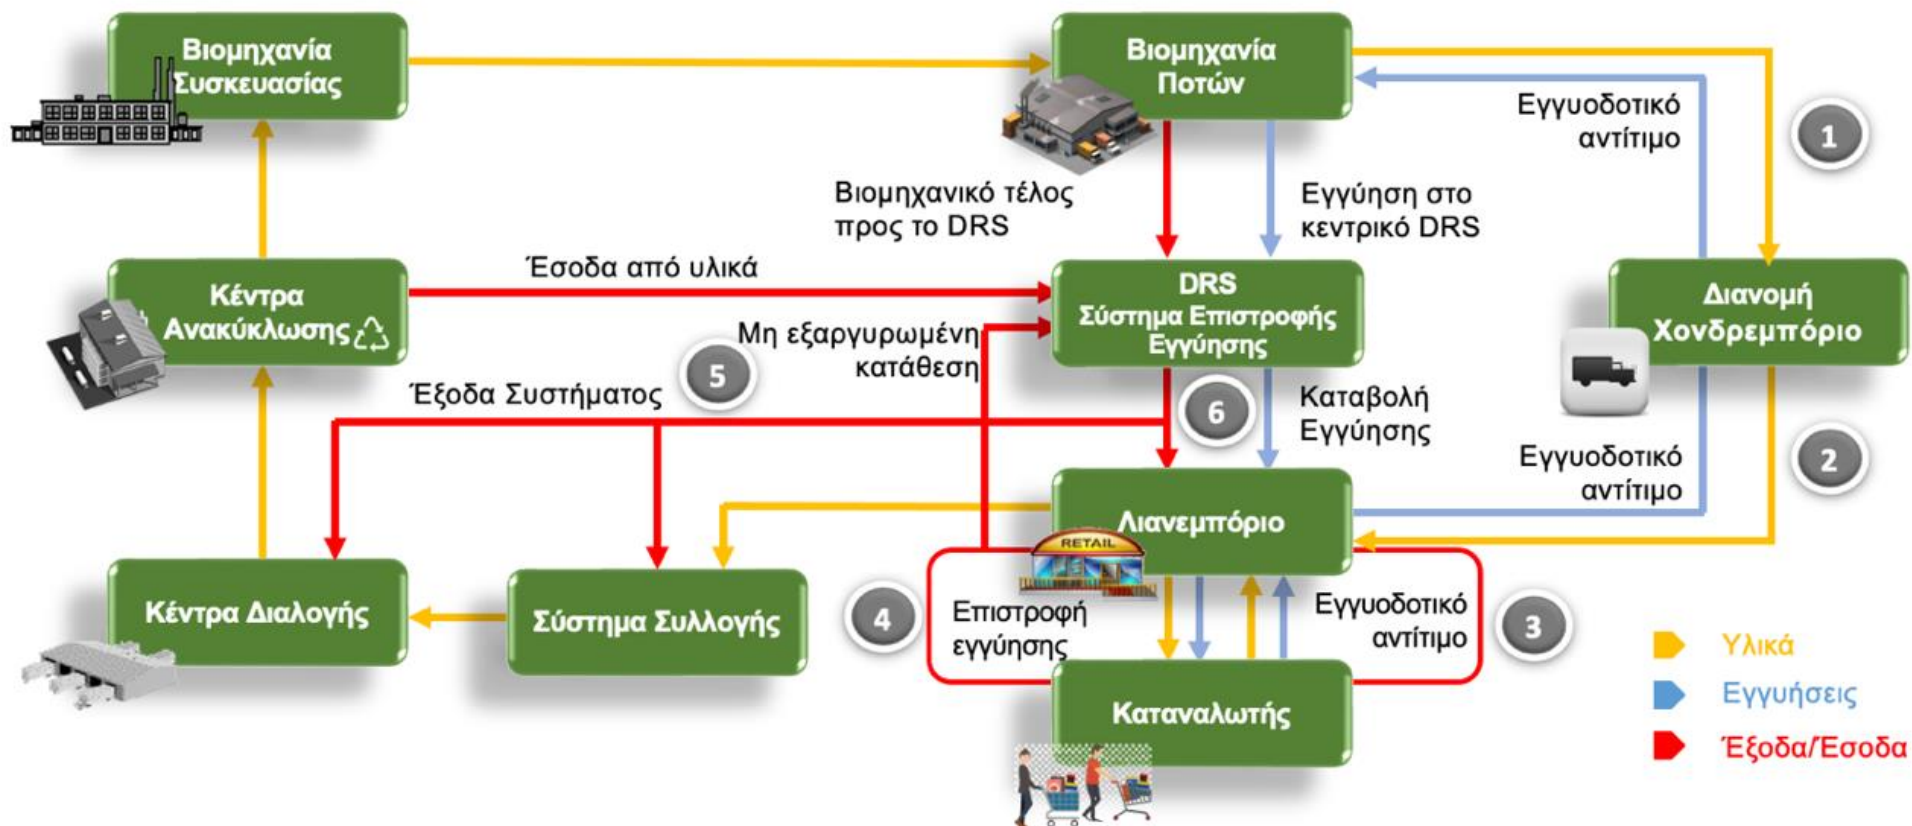 Βιομηχανία
Συσκευασίας
Βιομηχανία
Ποτών
Εγγυοδοτικό
αντίτιμο
1
Βιομηχανικό τέλος
προς το DRS
Εγγύηση στο
κεντρικό DRS
Κέντρα
Ανακύκλωσης
Έσοδα από υλικά
DRS
Σύστημα Επιστροφής
Εγγύησης
Διανομή
Χονδρεμπόριο
Μη εξαργυρωμένη
κατάθεση
5
Έξοδα Συστήματος
6
Καταβολή
Εγγύησης
Εγγυοδοτικό
αντίτιμο
2
Λιανεμπόριο
RETAIL
Κέντρα Διαλογής
Σύστημα Συλλογής
4
Επιστροφή
εγγύησης
Εγγυοδοτικό
αντίτιμο
3
Καταναλωτής
Υλικά
Εγγυήσεις
Έξοδα/Έσοδα